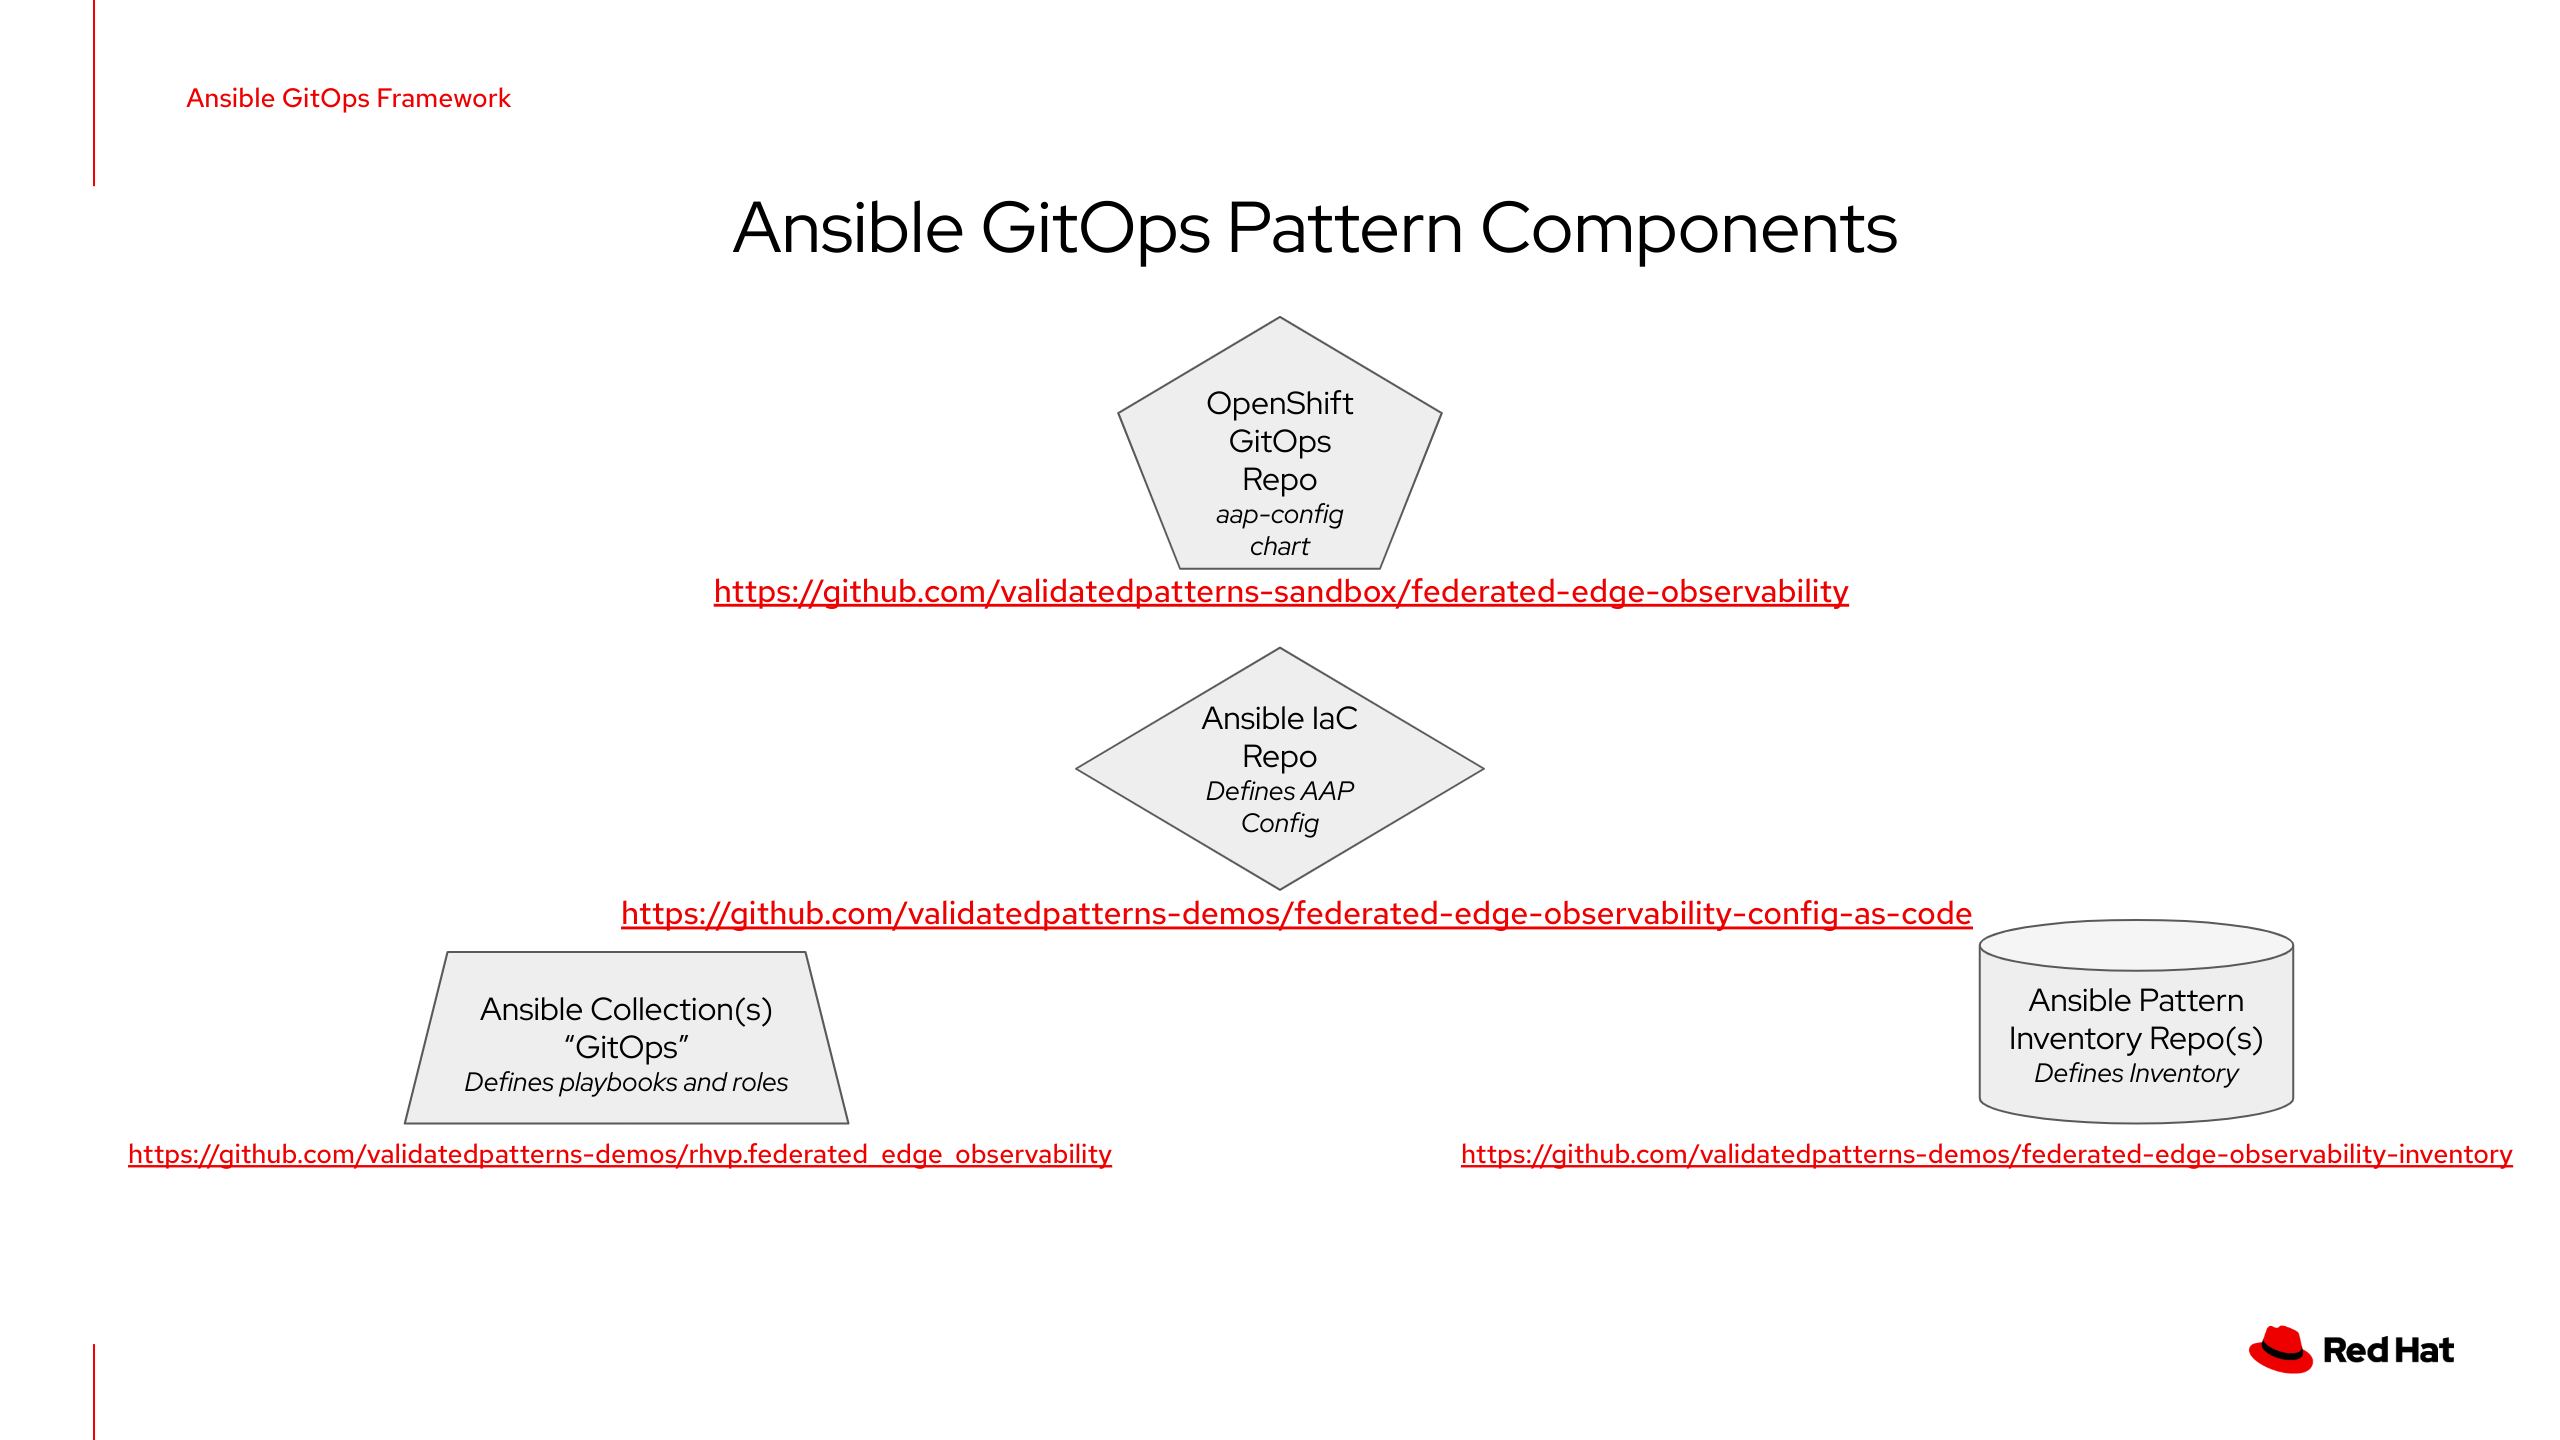 Ansible GitOps Framework
Ansible GitOps Pattern Components
OpenShift
GitOps
Repo
aap-config
chart
https://github.com/validatedpatterns-sandbox/federated-edge-observability
Ansible IaC
Repo
Defines AAP
Config
https://github.com/validatedpatterns-demos/federated-edge-observability-config-as-code
Ansible Collection(s)
“GitOps”
Defines playbooks and roles
https://github.com/validatedpatterns-demos/rhvp.federated_edge_observability
Ansible Pattern
Inventory Repo(s)
Defines Inventory
https://github.com/validatedpatterns-demos/federated-edge-observability-inventory
Red Hat